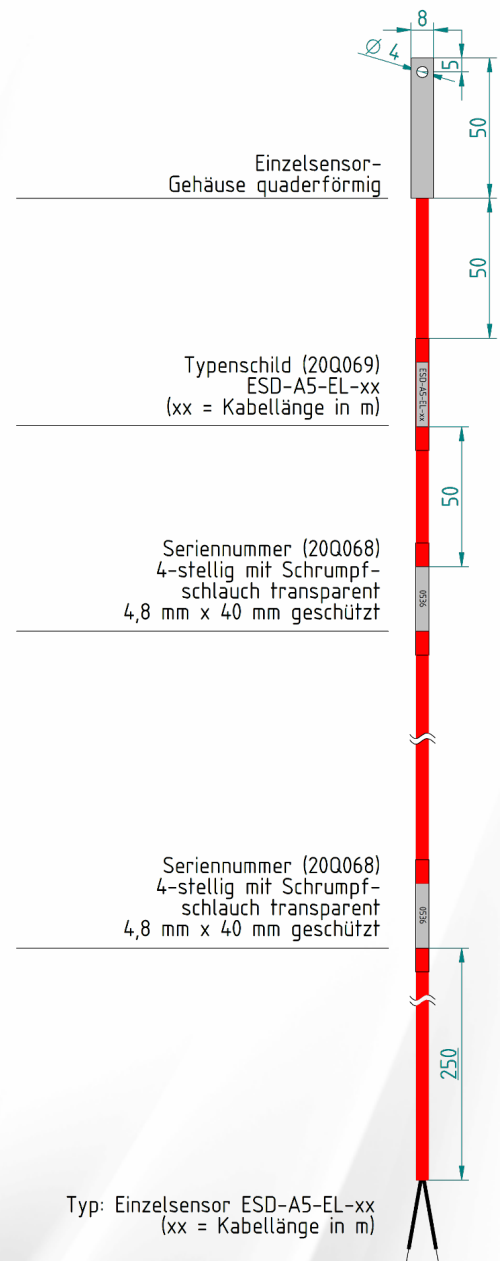 8
Ø 4
5
50
Einzelsensor-
Gehäuse quaderförmig
50
Typenschild (20Q069)
ESD-A5-EL-xx
(xx = Kabellänge in m)
ESD-A5-EL-xx
50
Seriennummer (20Q068)
4-stellig mit Schrumpf-
schlauch transparent
4,8 mm x 40 mm geschützt
0536
Seriennummer (20Q068)
4-stellig mit Schrumpf-
schlauch transparent
4,8 mm x 40 mm geschützt
0536
250
Typ: Einzelsensor ESD-A5-EL-xx
(xx = Kabellänge in m)